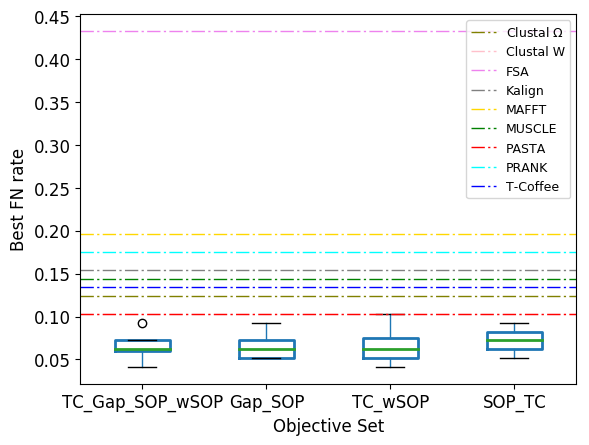 0.45
0.40
0.35
0.30
0.25
0.20
0.15
0.10
0.05
Best FN rate
Clustal Ω
Clustal W
FSA
Kalign
MAFFT
MUSCLE
PASTA
PRANK
T-Coffee
TC_Gap_SOP_wSOP Gap_SOP TC_wSOP SOP_TC
Objective Set